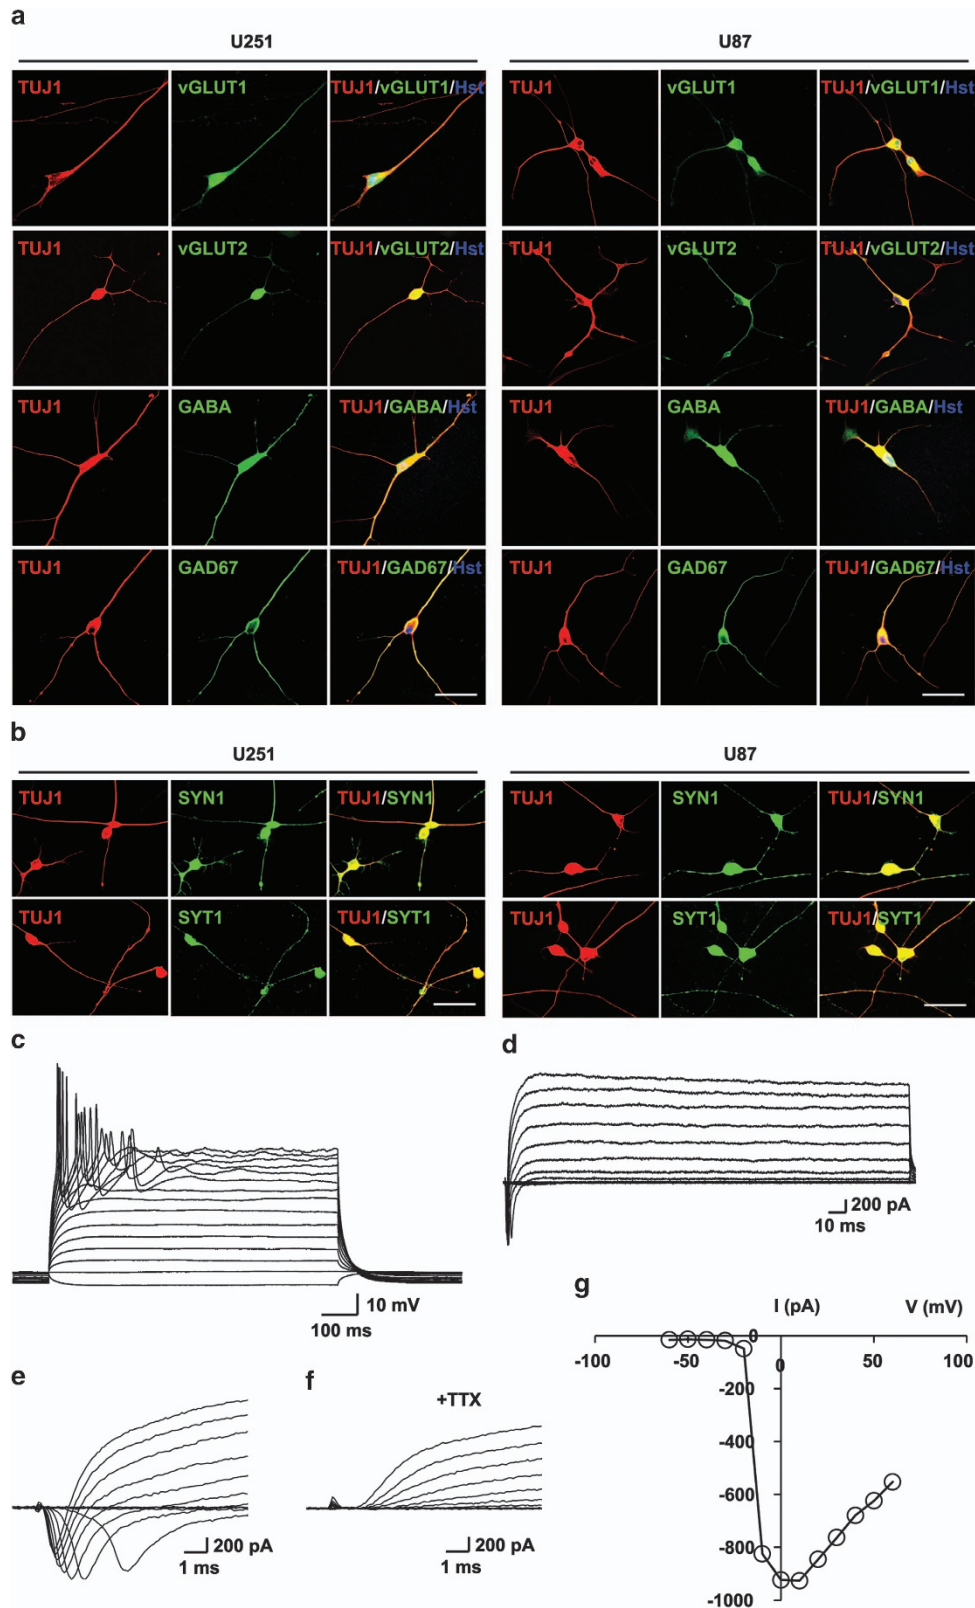 a
U251
U87
TUJ1 vGLUT1 TUJ1/vGLUT1/Hst TUJ1 vGLUT1 TUJ1/vGLUT1/Hst
TUJ1 vGLUT2 TUJ1/vGLUT2/Hst TUJ1 vGLUT2 TUJ1/vGLUT2/Hst
TUJ1 GABA TUJ1/GABA/Hst TUJ1 GABA TUJ1/GABA/Hst
TUJ1 GAD67 TUJ1/GAD67/Hst TUJ1 GAD67 TUJ1/GAD67/Hst
b
U251
U87
TUJ1 SYN1 TUJ1/SYN1 TUJ1 SYN1 TUJ1/SYN1
TUJ1 SYT1 TUJ1/SYT1 TUJ1 SYT1 TUJ1/SYT1
c
10 mV
100 ms
d
200 pA
10 ms
e
200 pA
1 ms
f
+TTX
200 pA
1 ms
g
I (pA) V (mV)
0
-100 -50 0 50 100
-200
-400
-600
-800
-1000